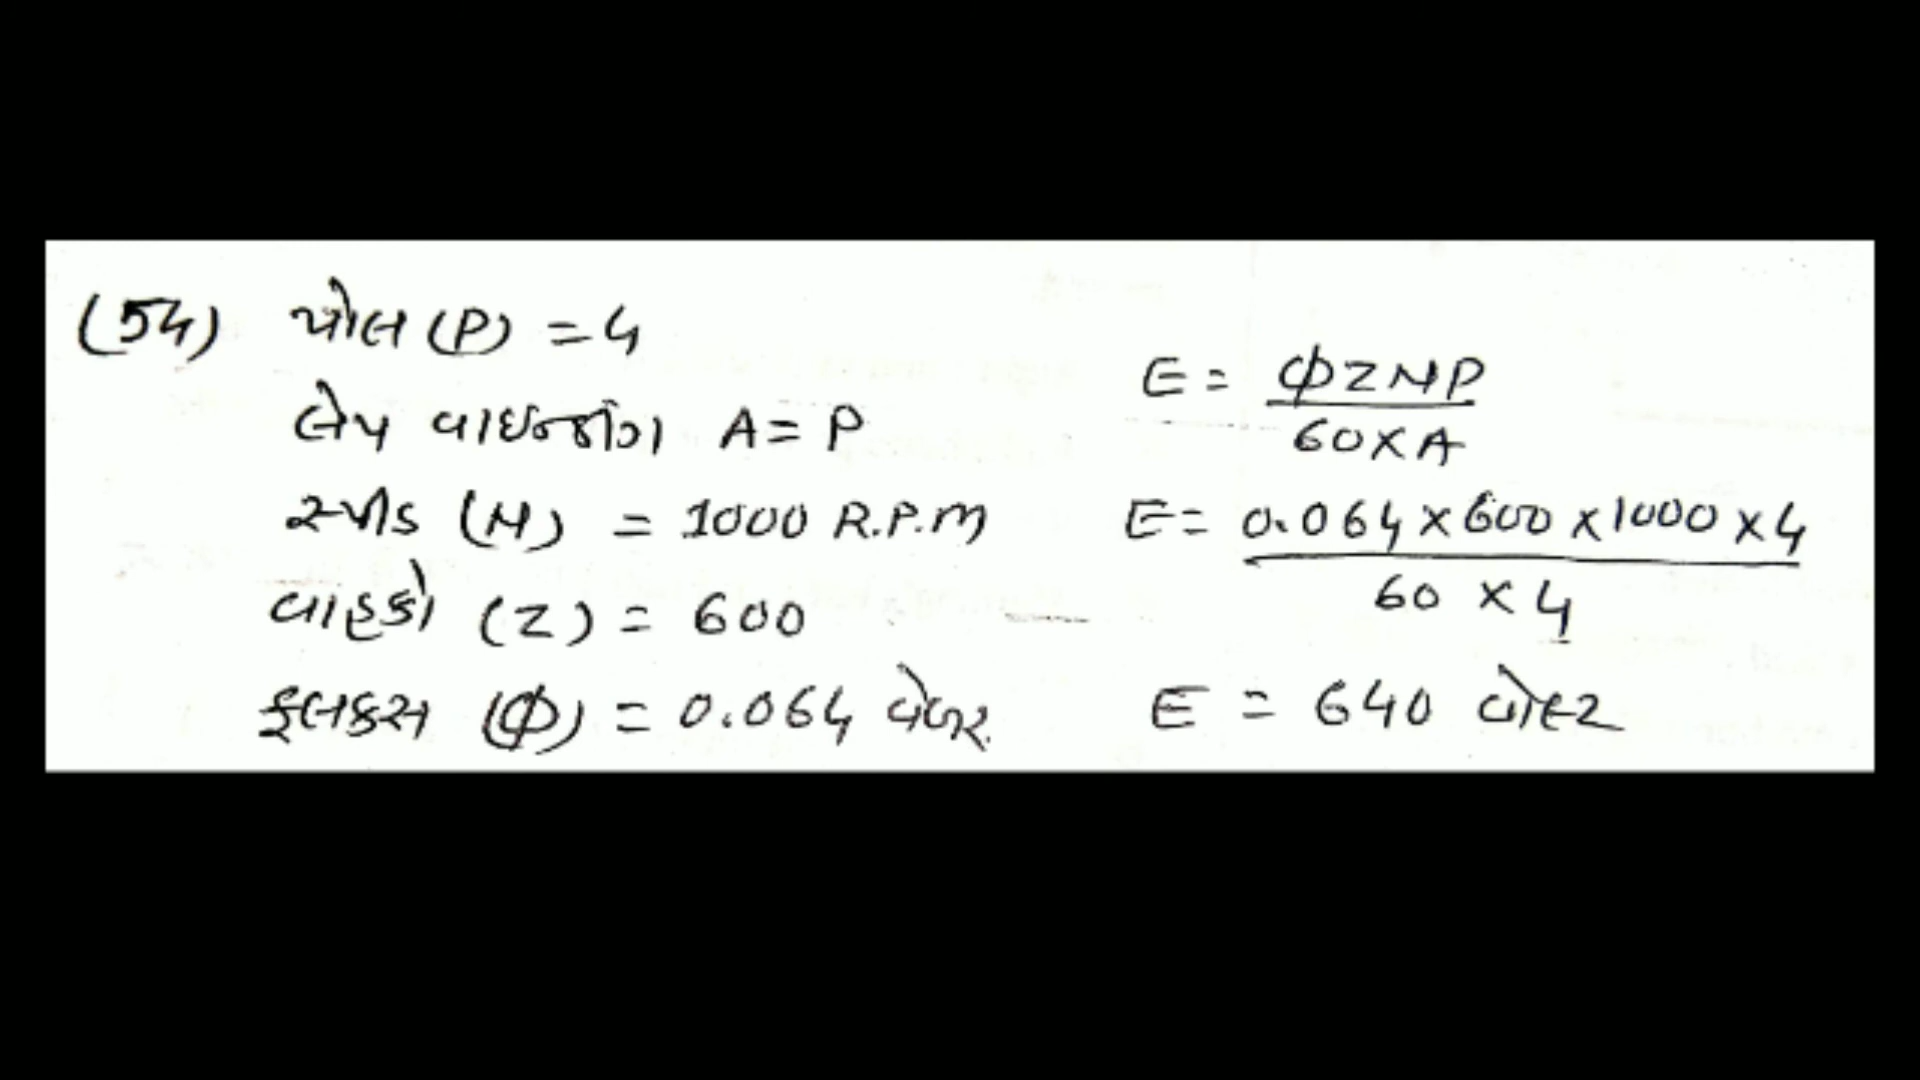 (54) પોલ (P) = 4
લેપ વાઇન્ડીંગ A = P
સ્પીડ (N) = 1000 R.P.M
વાહકો (Z) = 600
ફલક્સ (Φ) = 0.064 વેબર.
E = ΦZNP
60×A
E = 0.064 × 600 × 1000 × 4
60 × 4
E = 640 વોલ્ટ